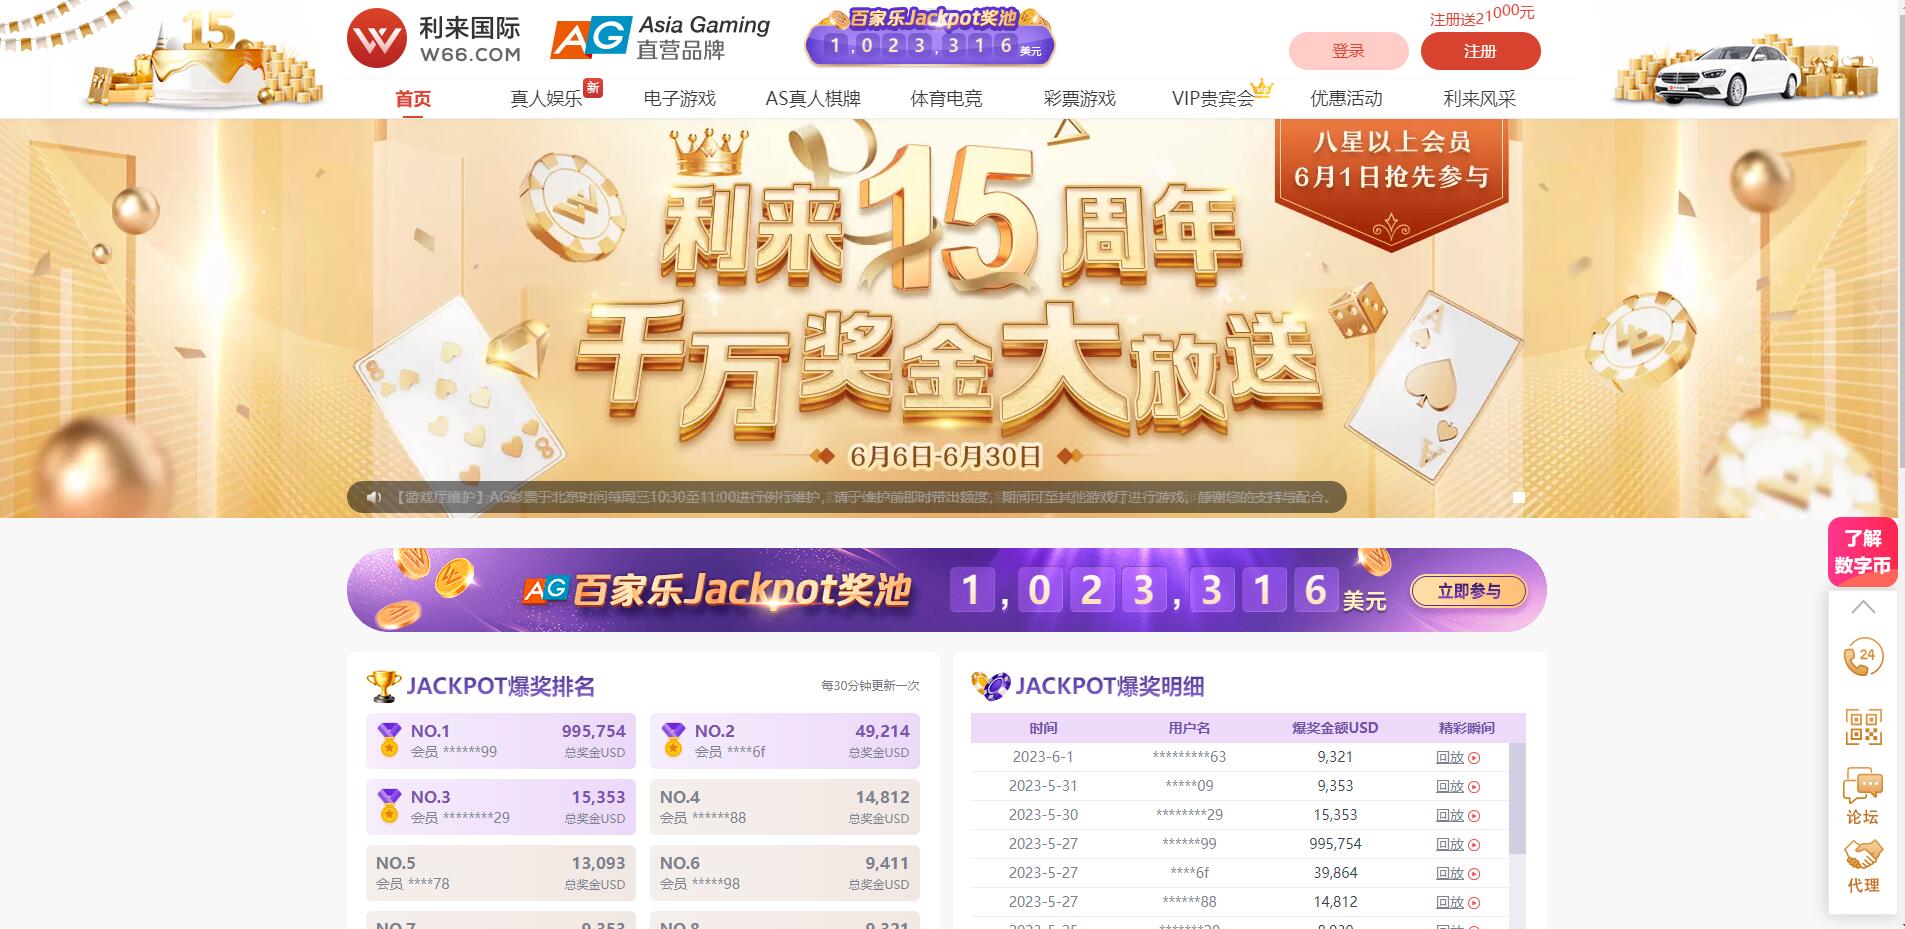 15
利来国际
W66.COM
AG
Asia Gaming
直营品牌
百家乐Jackpot奖池
1,023,316 美元
注册送21000元
登录
注册
首页
真人娱乐
新
电子游戏
AS真人棋牌
体育电竞
彩票游戏
VIP贵宾会
VIP
优惠活动
利来风采
八星以上会员
6月1日抢先参与
利来15周年
千万奖金大放送
6月6日-6月30日
【游戏厅维护】AG彩票于北京时间每周三10:30至11:00进行例行维护，请于维护前即时带出额度，期间可至其他游戏厅进行游戏，感谢您的支持与配合。
AG百家乐Jackpot奖池
1,023,316 美元
立即参与
了解
数字币
24
论坛
代理
JACKPOT爆奖排名
每30分钟更新一次
NO.1 995,754
会员 ******99 总奖金USD
NO.2 49,214
会员 ****6f 总奖金USD
NO.3 15,353
会员 ********29 总奖金USD
NO.4 14,812
会员 ******88 总奖金USD
NO.5 13,093
会员 ****78 总奖金USD
NO.6 9,411
会员 *****98 总奖金USD
NO.7 9,353
NO.8 9,321
JACKPOT爆奖明细
时间 用户名 爆奖金额USD 精彩瞬间
2023-6-1 *********63 9,321 回放
2023-5-31 *****09 9,353 回放
2023-5-30 ********29 15,353 回放
2023-5-27 ******99 995,754 回放
2023-5-27 ****6f 39,864 回放
2023-5-27 ******88 14,812 回放